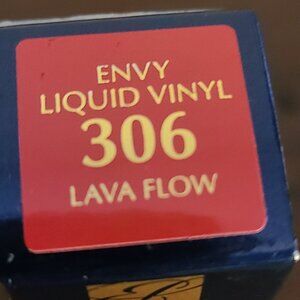 ENVY
LIQUID VINYL
306
LAVA FLOW